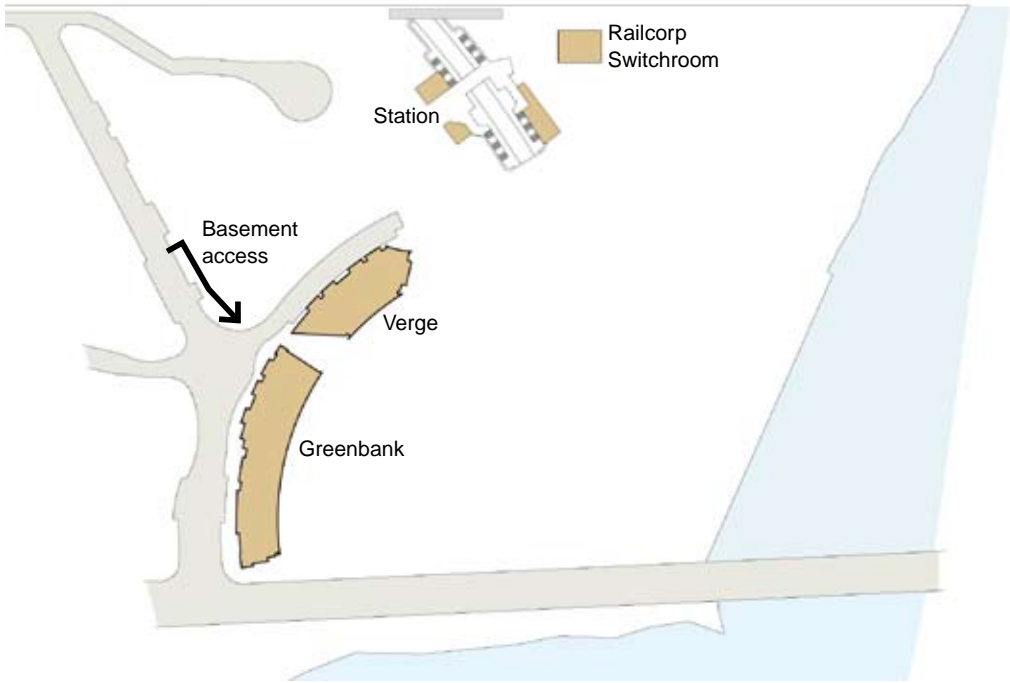 Railcorp
Switchroom
Station
Basement
access
Verge
Greenbank